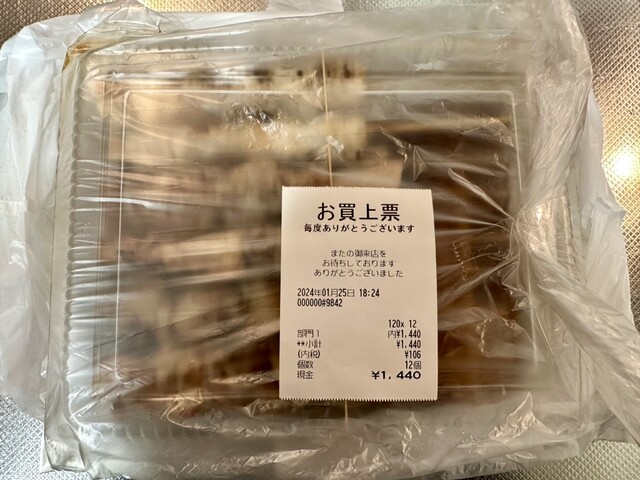 お買上票
毎度ありがとうございます
またの御来店を
お待ちしております
ありがとうございました
2024年01月25日 18:24
000000#9842
120x 12
部門1 内¥1,440
**小計 ¥1,440
(内税) ¥106
個数 12個
現金 ¥1,440